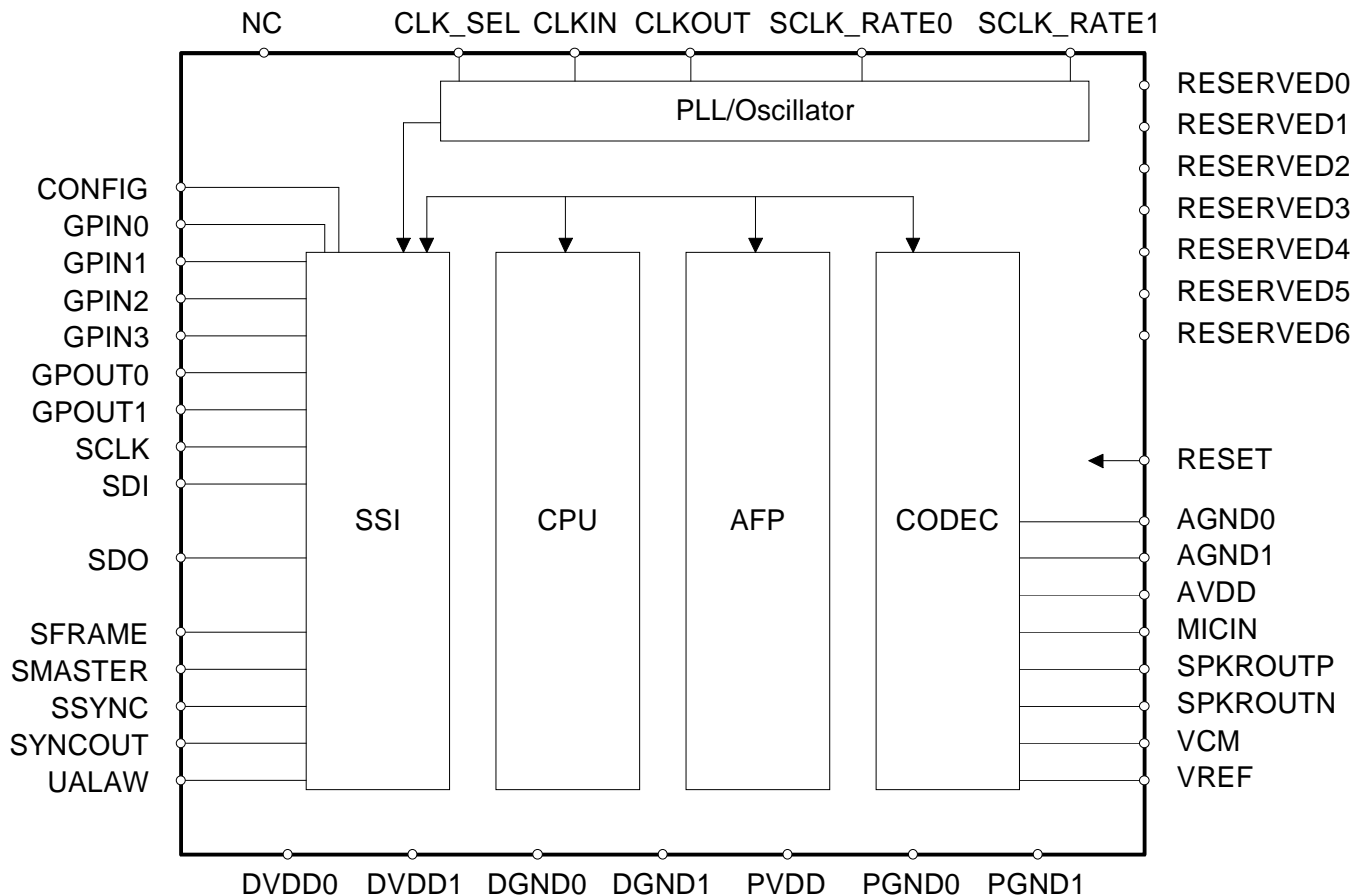 NC CLK_SEL CLKIN CLKOUT SCLK_RATE0 SCLK_RATE1
PLL/Oscillator
RESERVED0
RESERVED1
RESERVED2
RESERVED3
RESERVED4
RESERVED5
RESERVED6
CONFIG
GPIN0
GPIN1
GPIN2
GPIN3
GPOUT0
GPOUT1
SCLK
SDI
SDO
SFRAME
SMASTER
SSYNC
SYNCOUT
UALAW
SSI CPU AFP CODEC
RESET
AGND0
AGND1
AVDD
MICIN
SPKROUTP
SPKROUTN
VCM
VREF
DVDD0 DVDD1 DGND0 DGND1 PVDD PGND0 PGND1